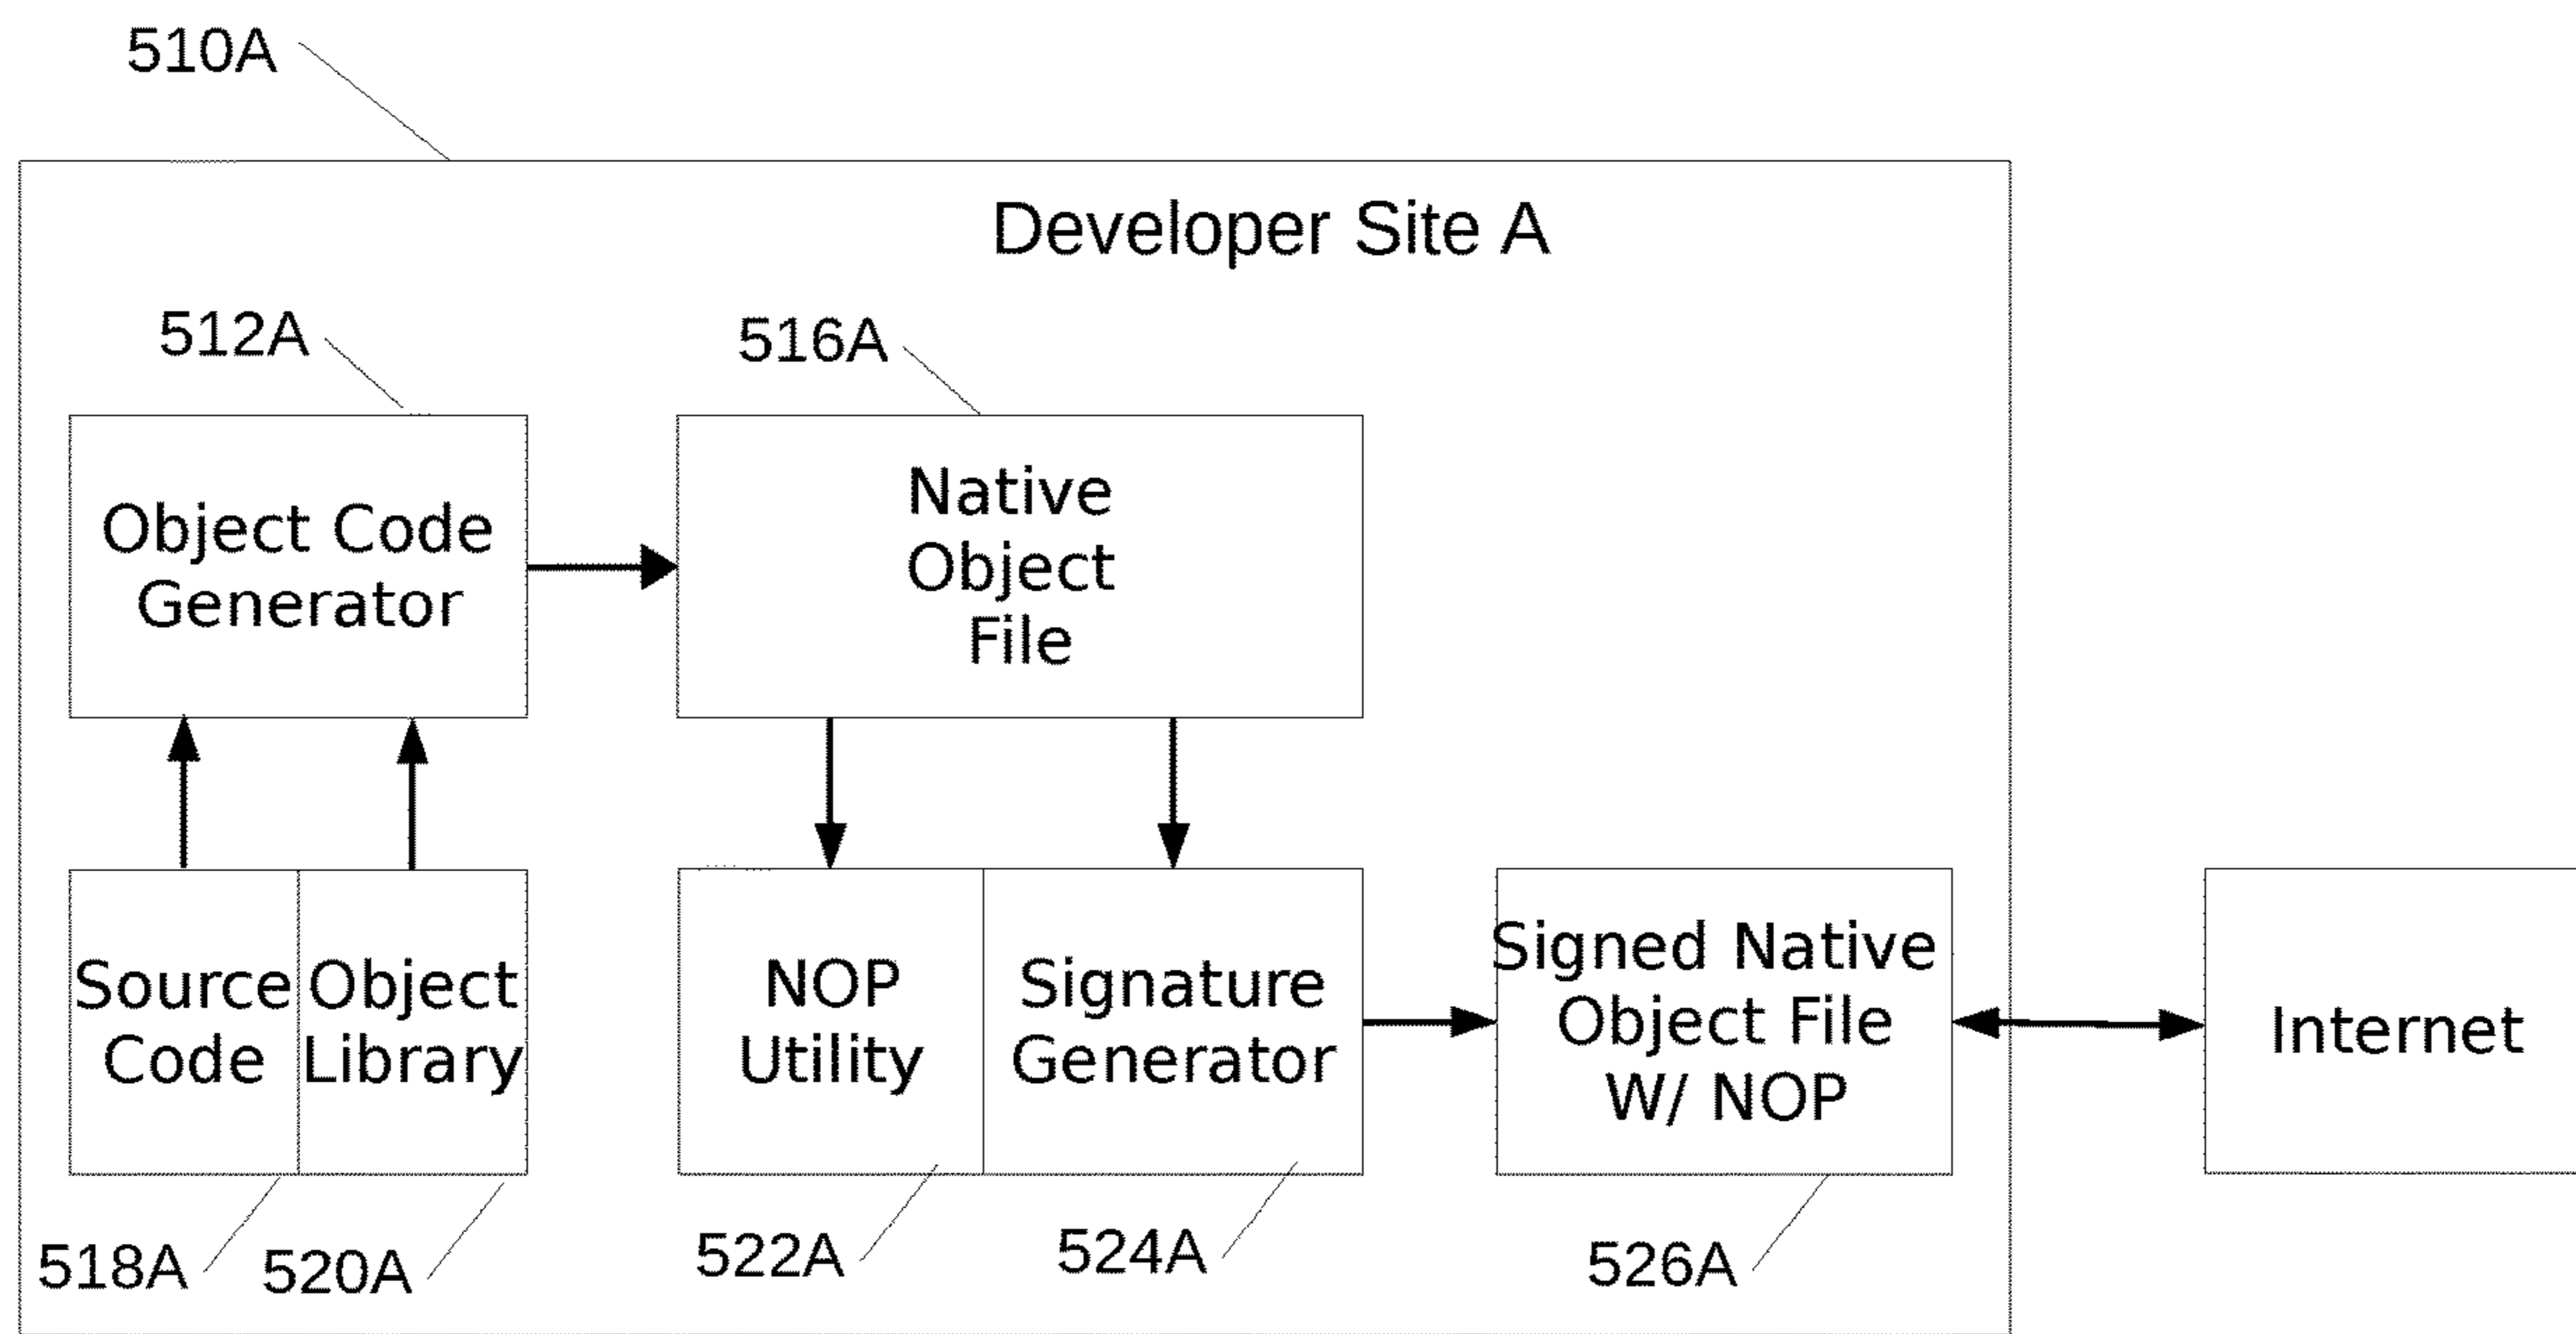 510A
Developer Site A
512A
516A
Object Code
Generator
Native
Object
File
Source
Code
Object
Library
NOP
Utility
Signature
Generator
Signed Native
Object File
W/ NOP
Internet
518A
520A
522A
524A
526A